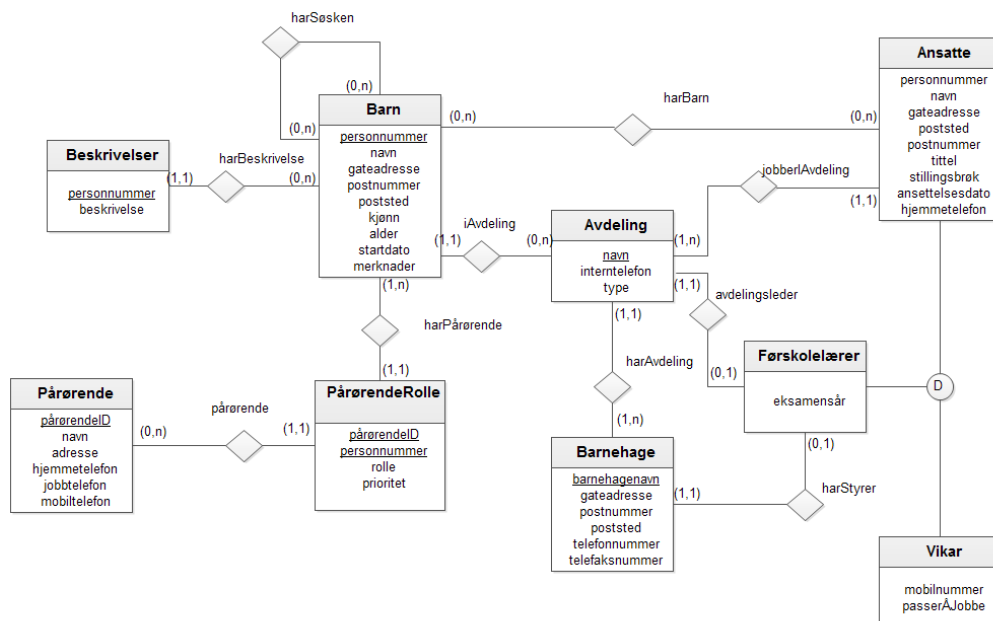 harSøsken
(0,n)
(0,n)
Barn
personnummer
navn
gateadresse
postnummer
poststed
kjønn
alder
startdato
merknader
(0,n)
harBarn
(0,n)
Ansatte
personnummer
navn
gateadresse
poststed
postnummer
tittel
stillingsbrøk
ansettelsesdato
hjemmetelefon
Beskrivelser
personnummer
beskrivelse
(1,1)
harBeskrivelse
(0,n)
jobberIAvdeling
(1,1)
(1,n)
(1,1)
iAvdeling
(0,n)
Avdeling
navn
interntelefon
type
(1,1)
avdelingsleder
(0,1)
(1,n)
harPårørende
(1,1)
(1,1)
harAvdeling
(1,n)
Førskolelærer
eksamensår
D
Pårørende
pårørendeID
navn
adresse
hjemmetelefon
jobbtelefon
mobiltelefon
(0,n)
pårørende
(1,1)
PårørendeRolle
pårørendeID
personnummer
rolle
prioritet
Barnehage
barnehagenavn
gateadresse
postnummer
poststed
telefonnummer
telefaksnummer
(1,1)
(0,1)
harStyrer
Vikar
mobilnummer
passerÅJobbe